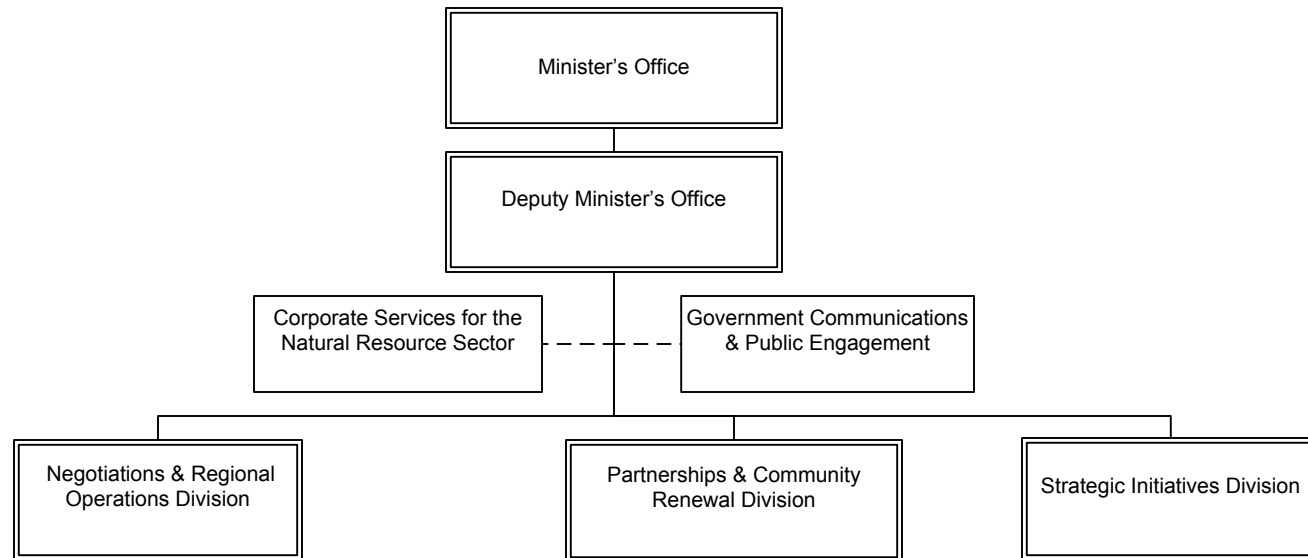 Minister’s Office
Deputy Minister’s Office
Corporate Services for the
Natural Resource Sector
Government Communications
& Public Engagement
Negotiations & Regional
Operations Division
Partnerships & Community
Renewal Division
Strategic Initiatives Division